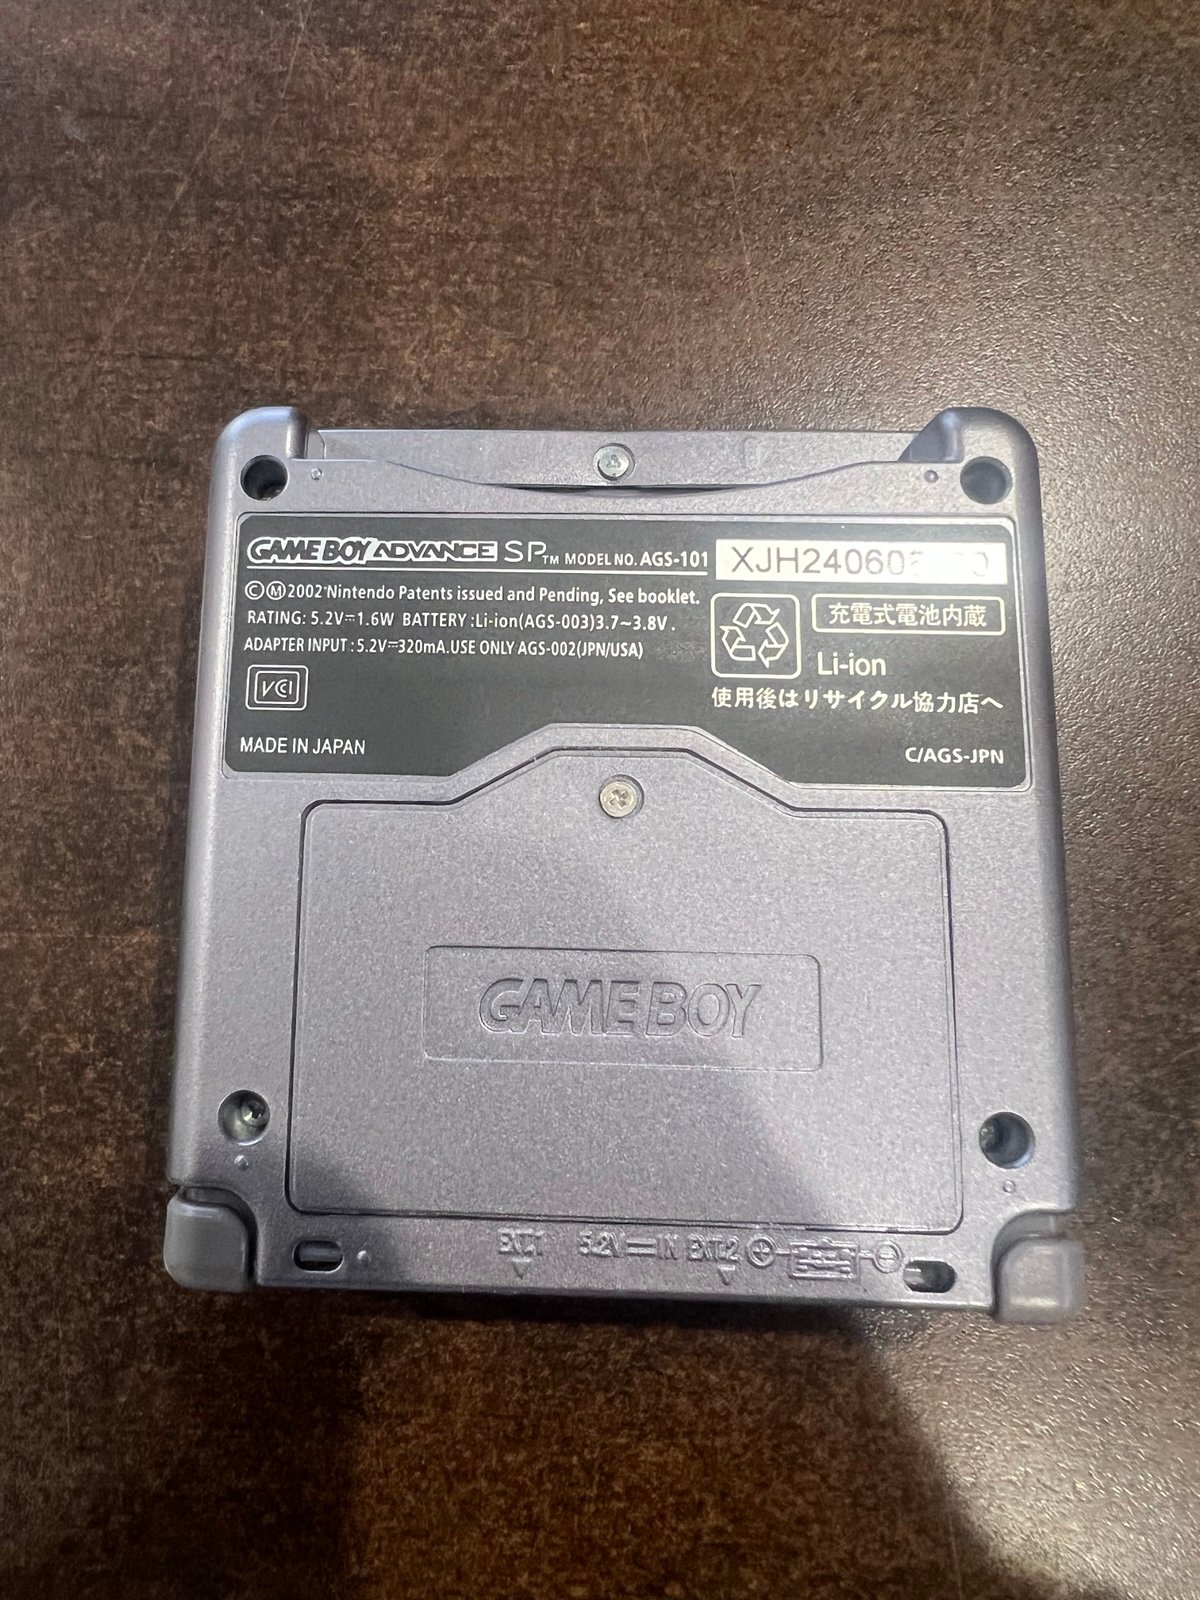 GAME BOY ADVANCE SP TM MODEL NO. AGS-101
©Ⓜ2002 Nintendo Patents issued and Pending, See booklet.
RATING: 5.2V⎓1.6W BATTERY :Li-ion(AGS-003)3.7~3.8V .
ADAPTER INPUT : 5.2V⎓320mA.USE ONLY AGS-002(JPN/USA)
VCI
MADE IN JAPAN
充電式電池内蔵
Li-ion
使用後はリサイクル協力店へ
C/AGS-JPN
GAME BOY
EXT.1 5.2V⎓IN EXT.2